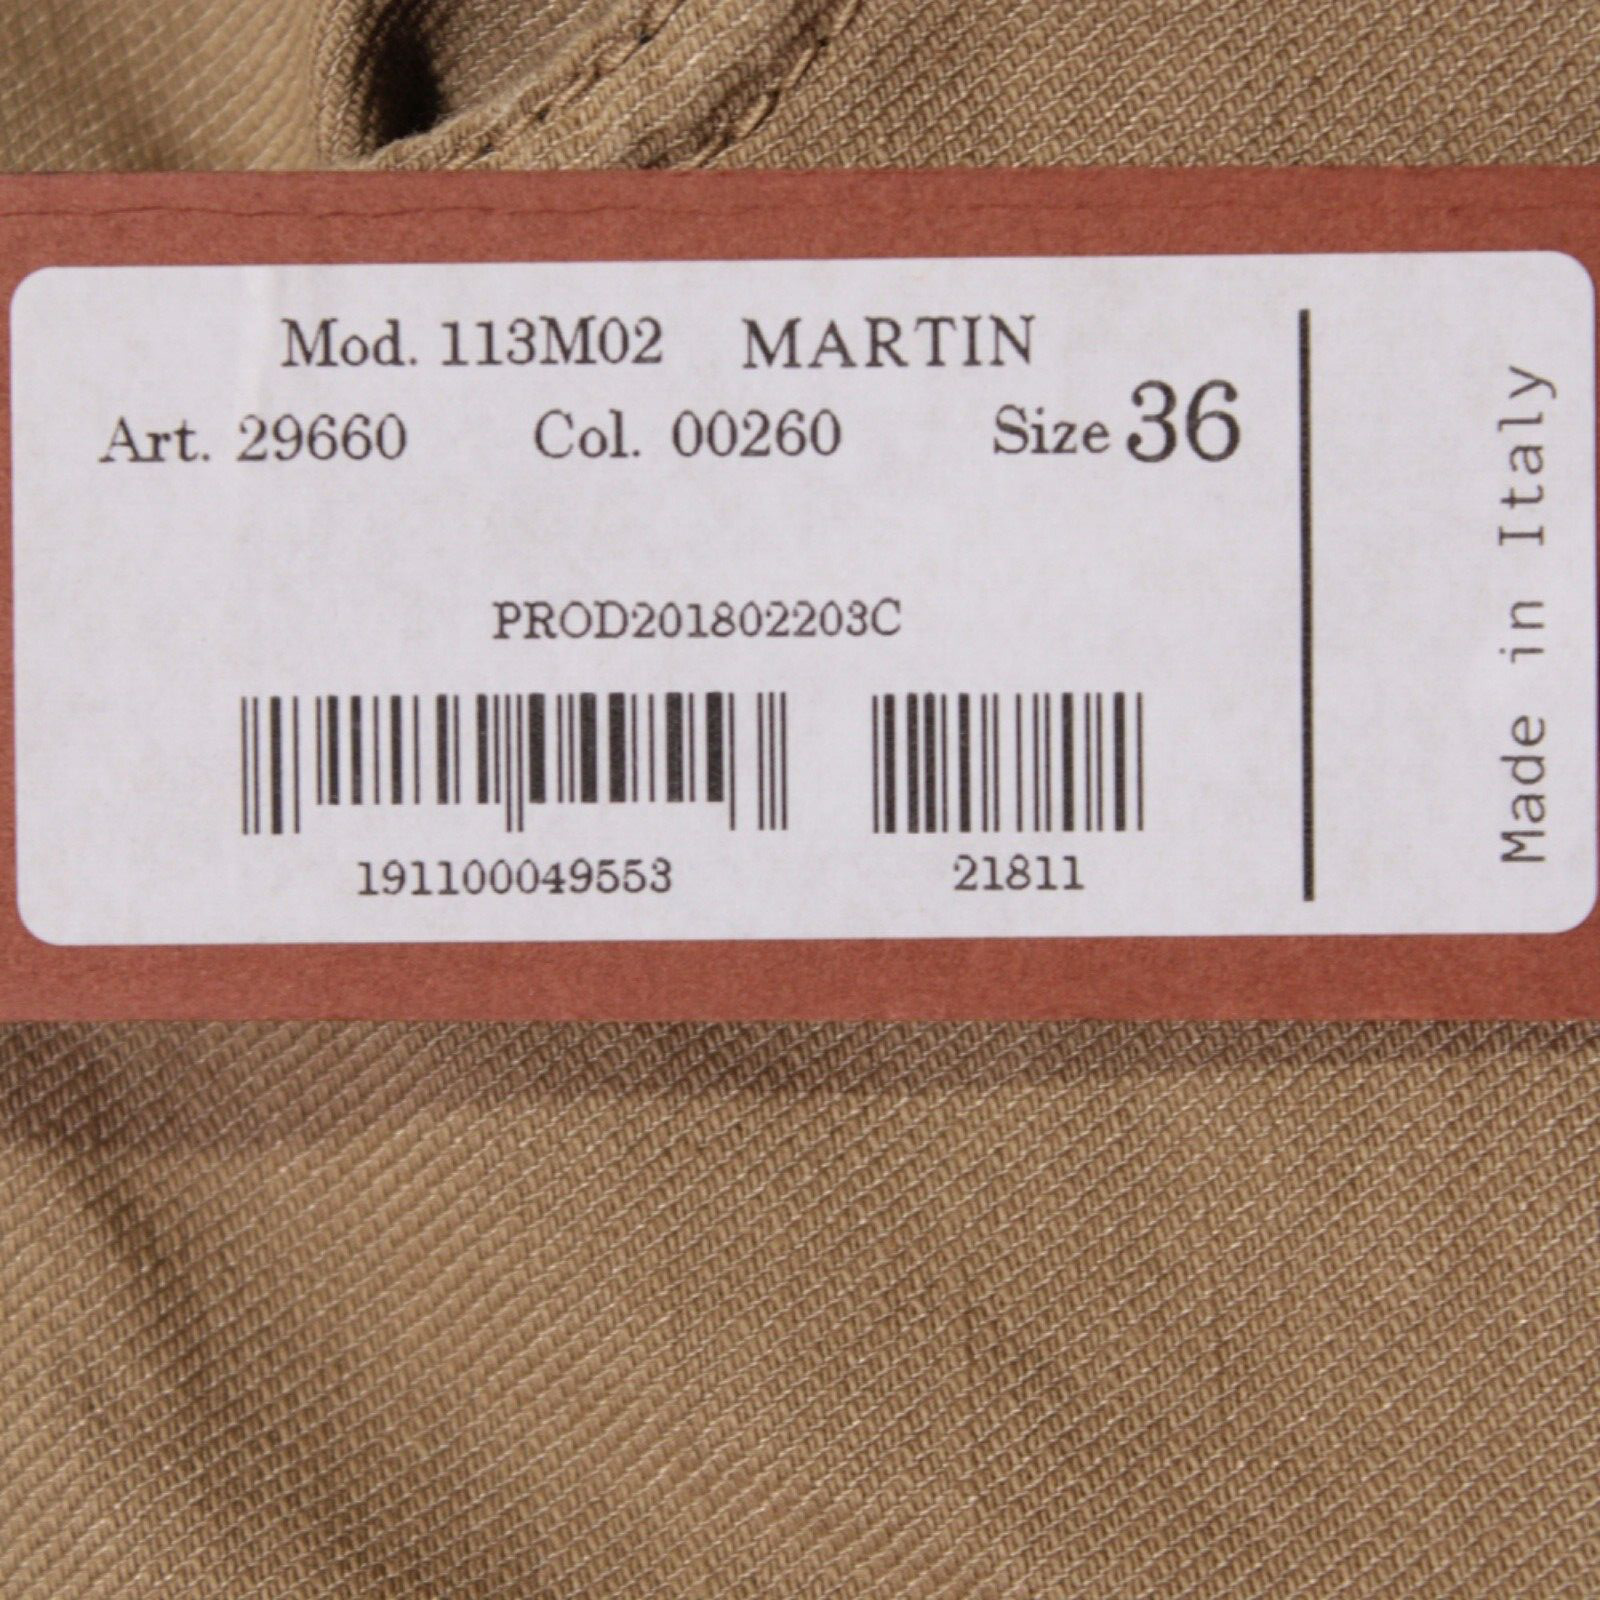 Mod. 113M02 MARTIN
Art. 29660 Col. 00260 Size 36
PROD201802203C
191100049553 21811
Made in Italy